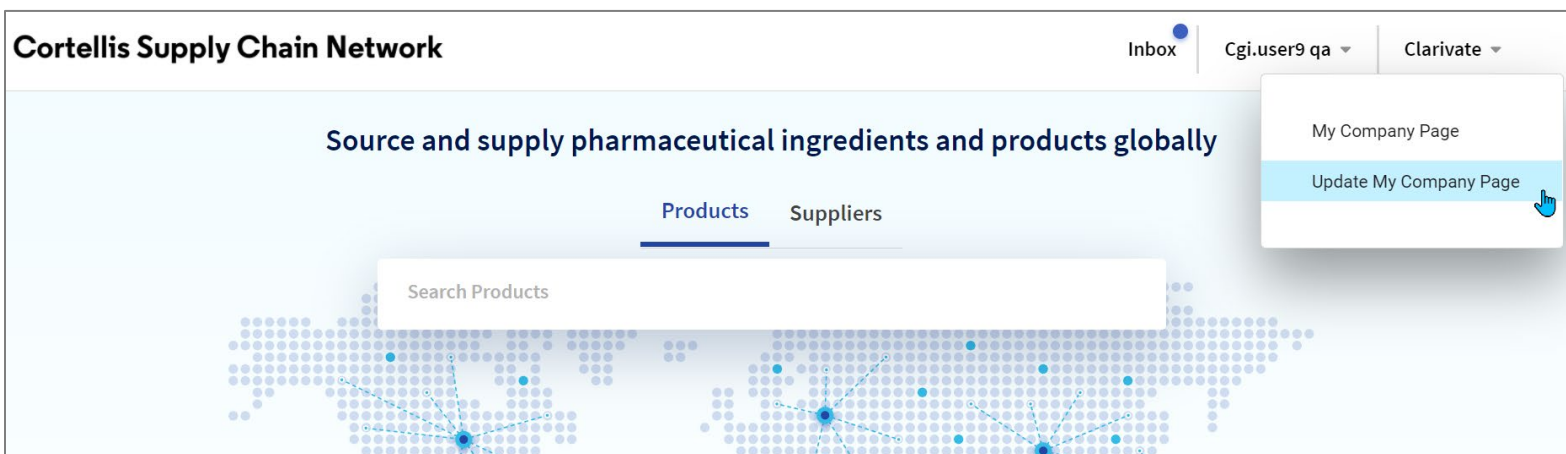 Cortellis Supply Chain Network
Inbox
Cgi.user9 qa
Clarivate
My Company Page
Update My Company Page
Source and supply pharmaceutical ingredients and products globally
Products
Suppliers
Search Products